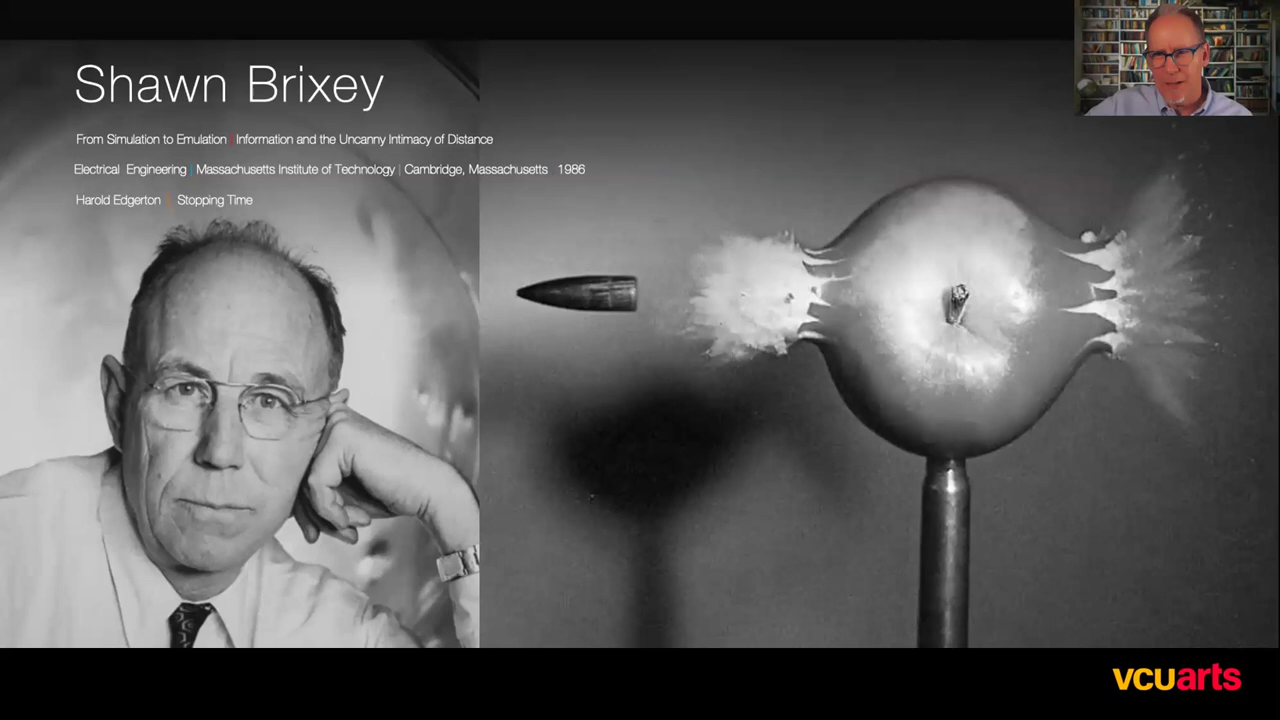 Shawn Brixey
From Simulation to Emulation | Information and the Uncanny Intimacy of Distance
Electrical Engineering | Massachusetts Institute of Technology | Cambridge, Massachusetts 1986
Harold Edgerton | Stopping Time
vcuarts